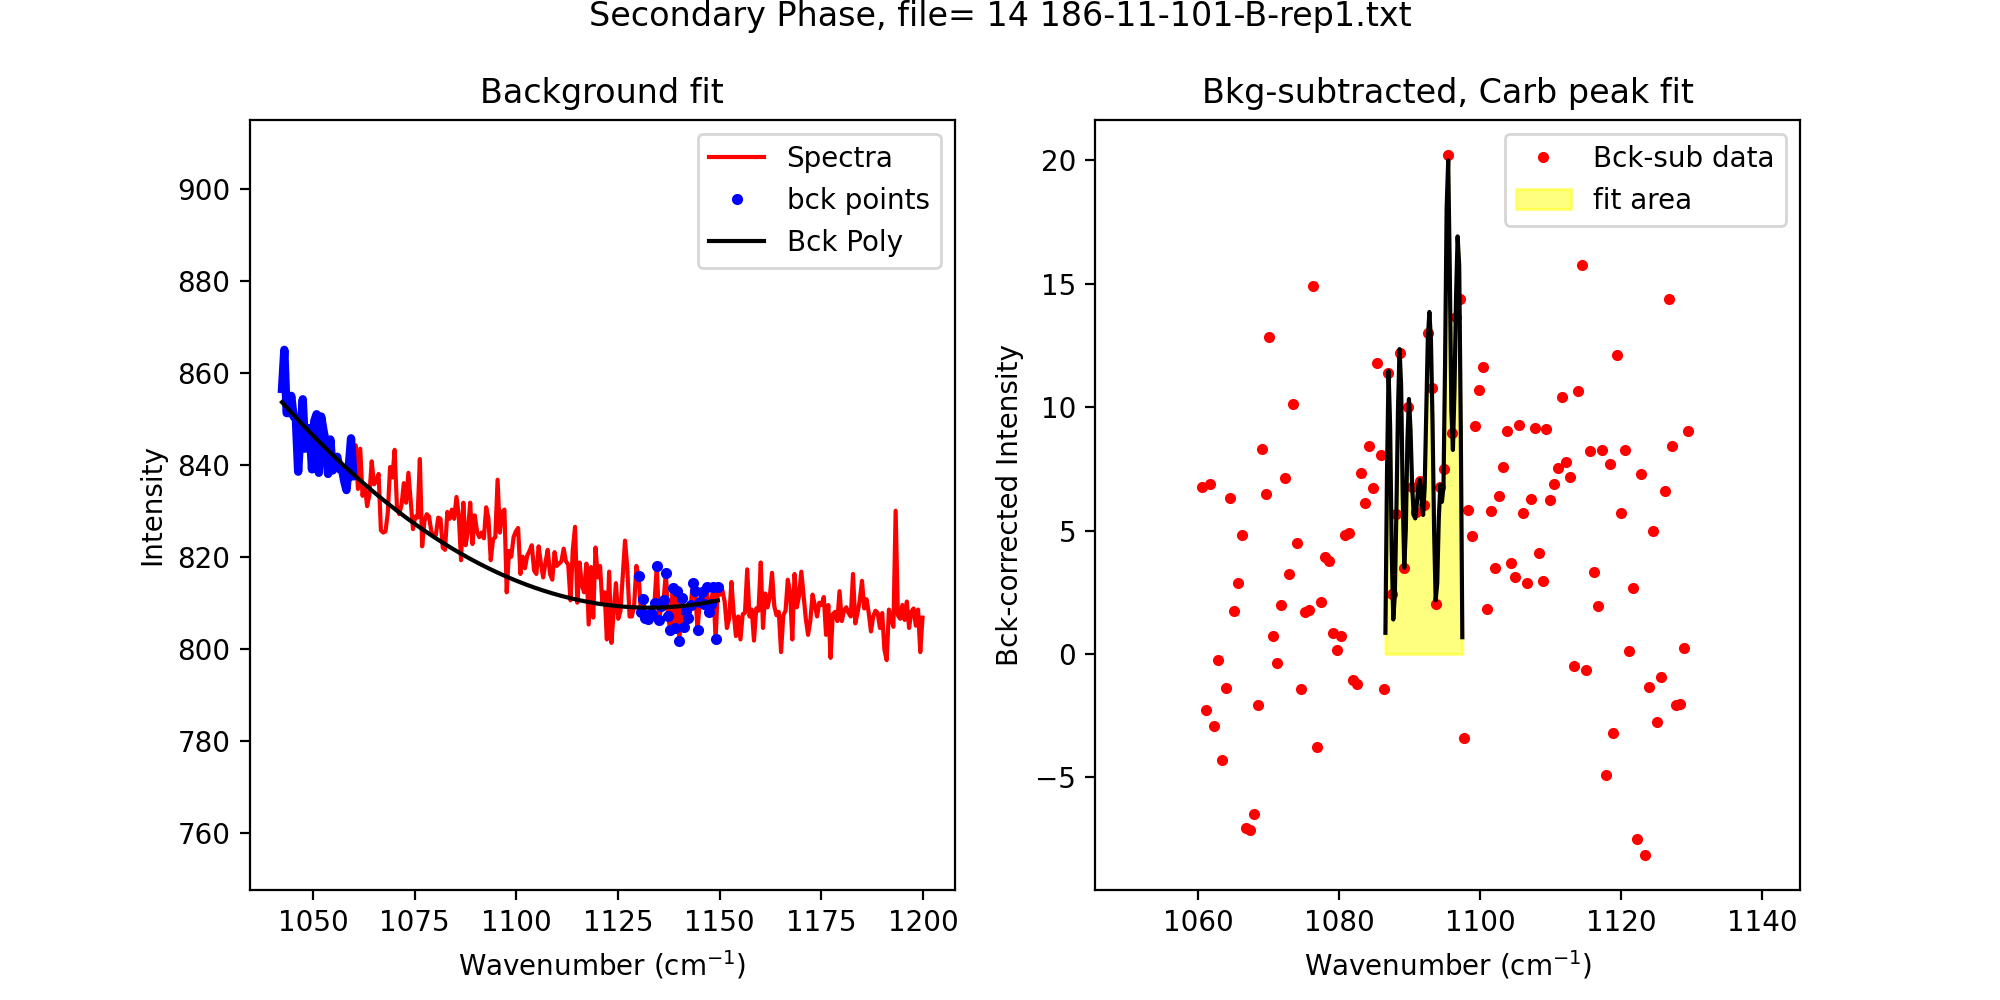 Secondary Phase, file= 14 186-11-101-B-rep1.txt
Background fit
Spectra
bck points
Bck Poly
Intensity
900
880
860
840
820
800
780
760
1050 1075 1100 1125 1150 1175 1200
Wavenumber (cm⁻¹)
Bkg-subtracted, Carb peak fit
Bck-sub data
fit area
Bck-corrected Intensity
20
15
10
5
0
−5
1060 1080 1100 1120 1140
Wavenumber (cm⁻¹)